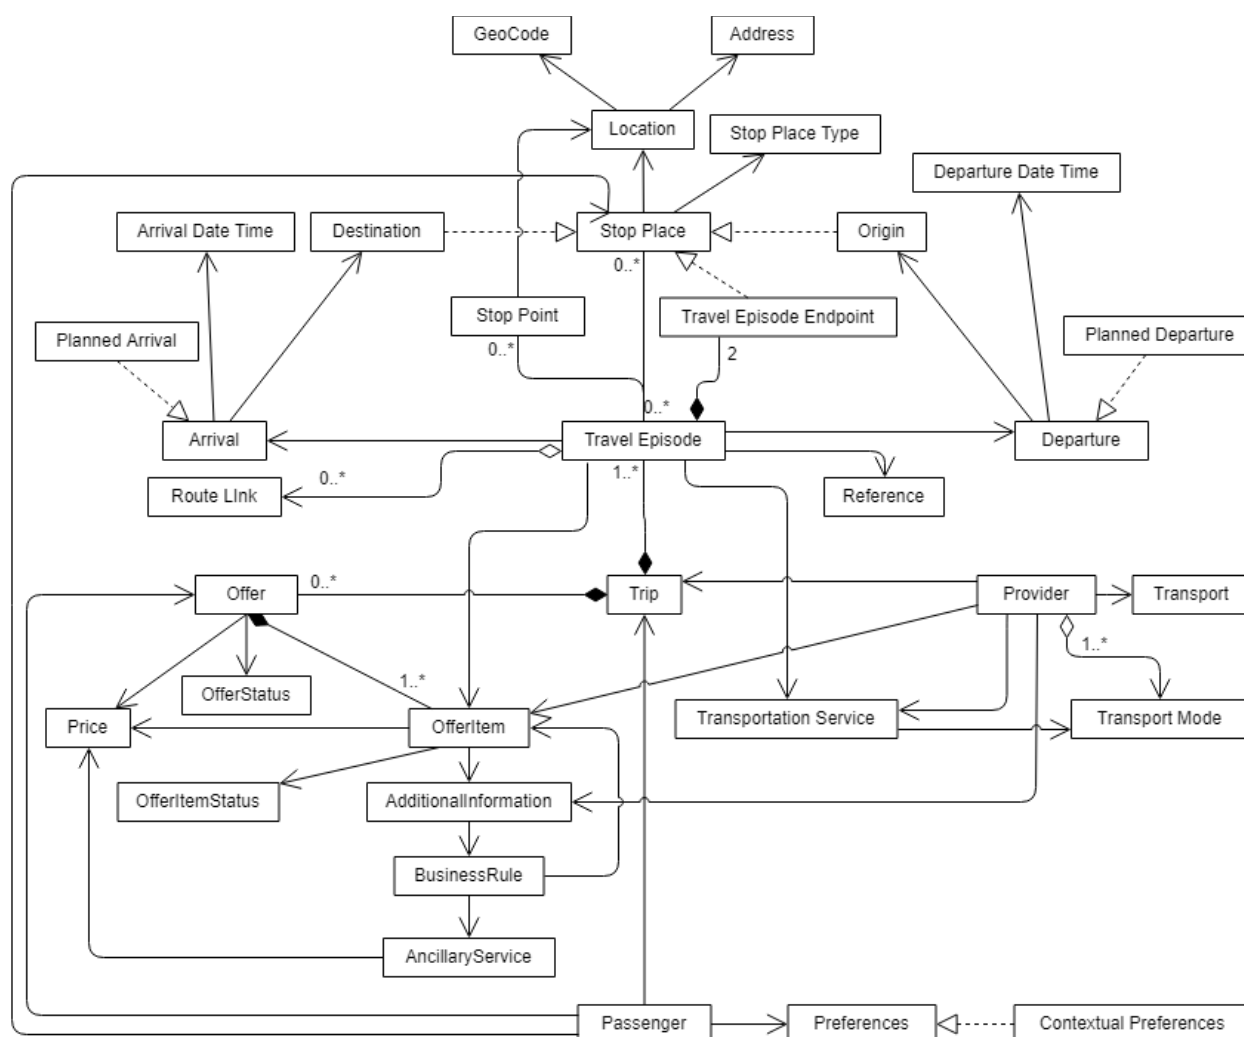 GeoCode
Address
Location
Stop Place Type
Departure Date Time
Arrival Date Time
Destination
Stop Place
Origin
0..*
Stop Point
Travel Episode Endpoint
Planned Arrival
Planned Departure
0..*
2
0..*
Arrival
Travel Episode
Departure
1..*
0..*
Route LInk
Reference
Offer
0..*
Trip
Provider
Transport
1..*
OfferStatus
1..*
Price
OfferItem
Transportation Service
Transport Mode
OfferItemStatus
AdditionalInformation
BusinessRule
AncillaryService
Passenger
Preferences
Contextual Preferences